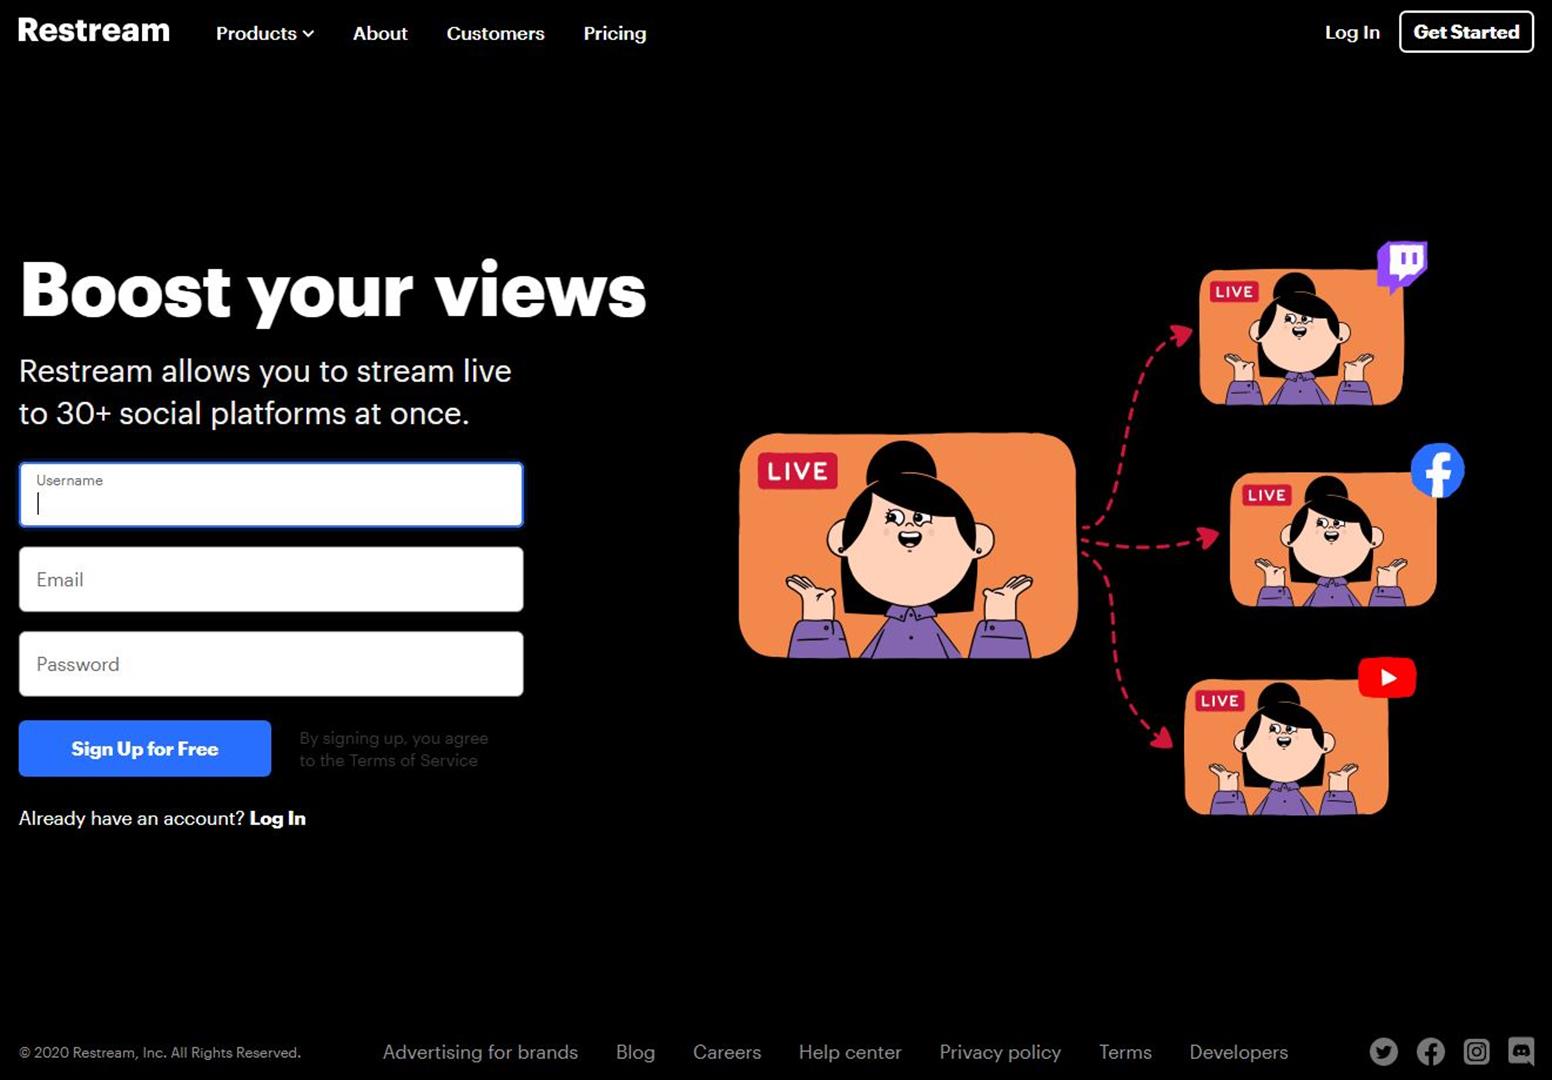 Restream
Products
About
Customers
Pricing
Log In
Get Started
Boost your views
Restream allows you to stream live
to 30+ social platforms at once.
Username
Email
Password
Sign Up for Free
By signing up, you agree
to the Terms of Service
Already have an account? Log In
LIVE
LIVE
LIVE
LIVE
© 2020 Restream, Inc. All Rights Reserved.
Advertising for brands
Blog
Careers
Help center
Privacy policy
Terms
Developers